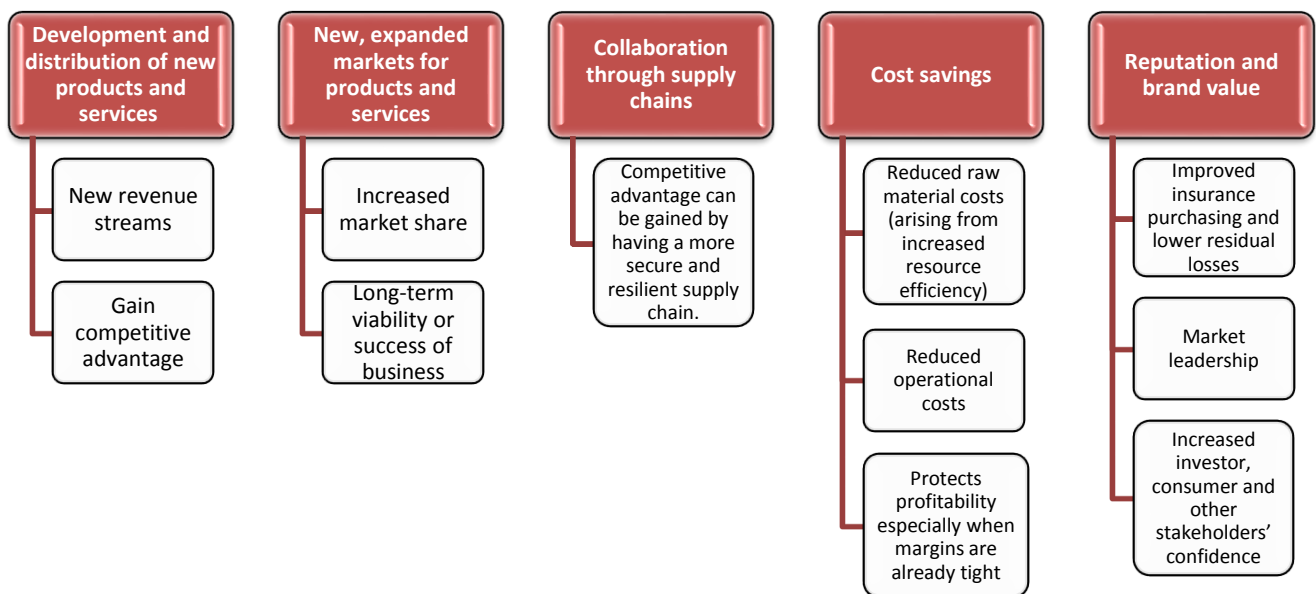 Development and
distribution of new
products and
services
New revenue
streams
Gain
competitive
advantage
New, expanded
markets for
products and
services
Increased
market share
Long-term
viability or
success of
business
Collaboration
through supply
chains
Competitive
advantage can
be gained by
having a more
secure and
resilient supply
chain.
Cost savings
Reduced raw
material costs
(arising from
increased
resource
efficiency)
Reduced
operational
costs
Protects
profitability
especially when
margins are
already tight
Reputation and
brand value
Improved
insurance
purchasing and
lower residual
losses
Market
leadership
Increased
investor,
consumer and
other
stakeholders’
confidence